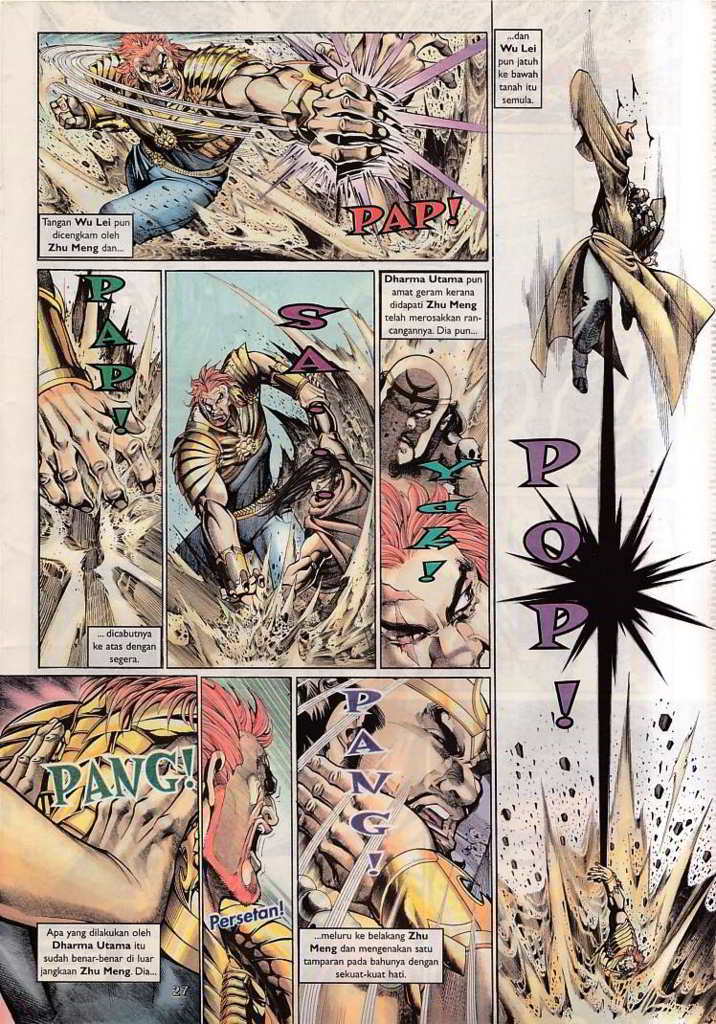 Tangan Wu Lei pun
dicengkam oleh
Zhu Meng dan...
PAP!
PAP!
... dicabutnya
ke atas dengan
segera.
Dharma Utama pun
amat geram kerana
didapati Zhu Meng
telah merosakkan ran-
cangannya. Dia pun...
PANG!
Apa yang dilakukan oleh
Dharma Utama itu
sudah benar-benar di luar
jangkaan Zhu Meng. Dia...
27
Persetan!
PANG!
...meluru ke belakang Zhu
Meng dan mengenakan satu
tamparan pada bahunya dengan
sekuat-kuat hati.
...dan
Wu Lei
pun jatuh
ke bawah
tanah itu
semula.
POP!